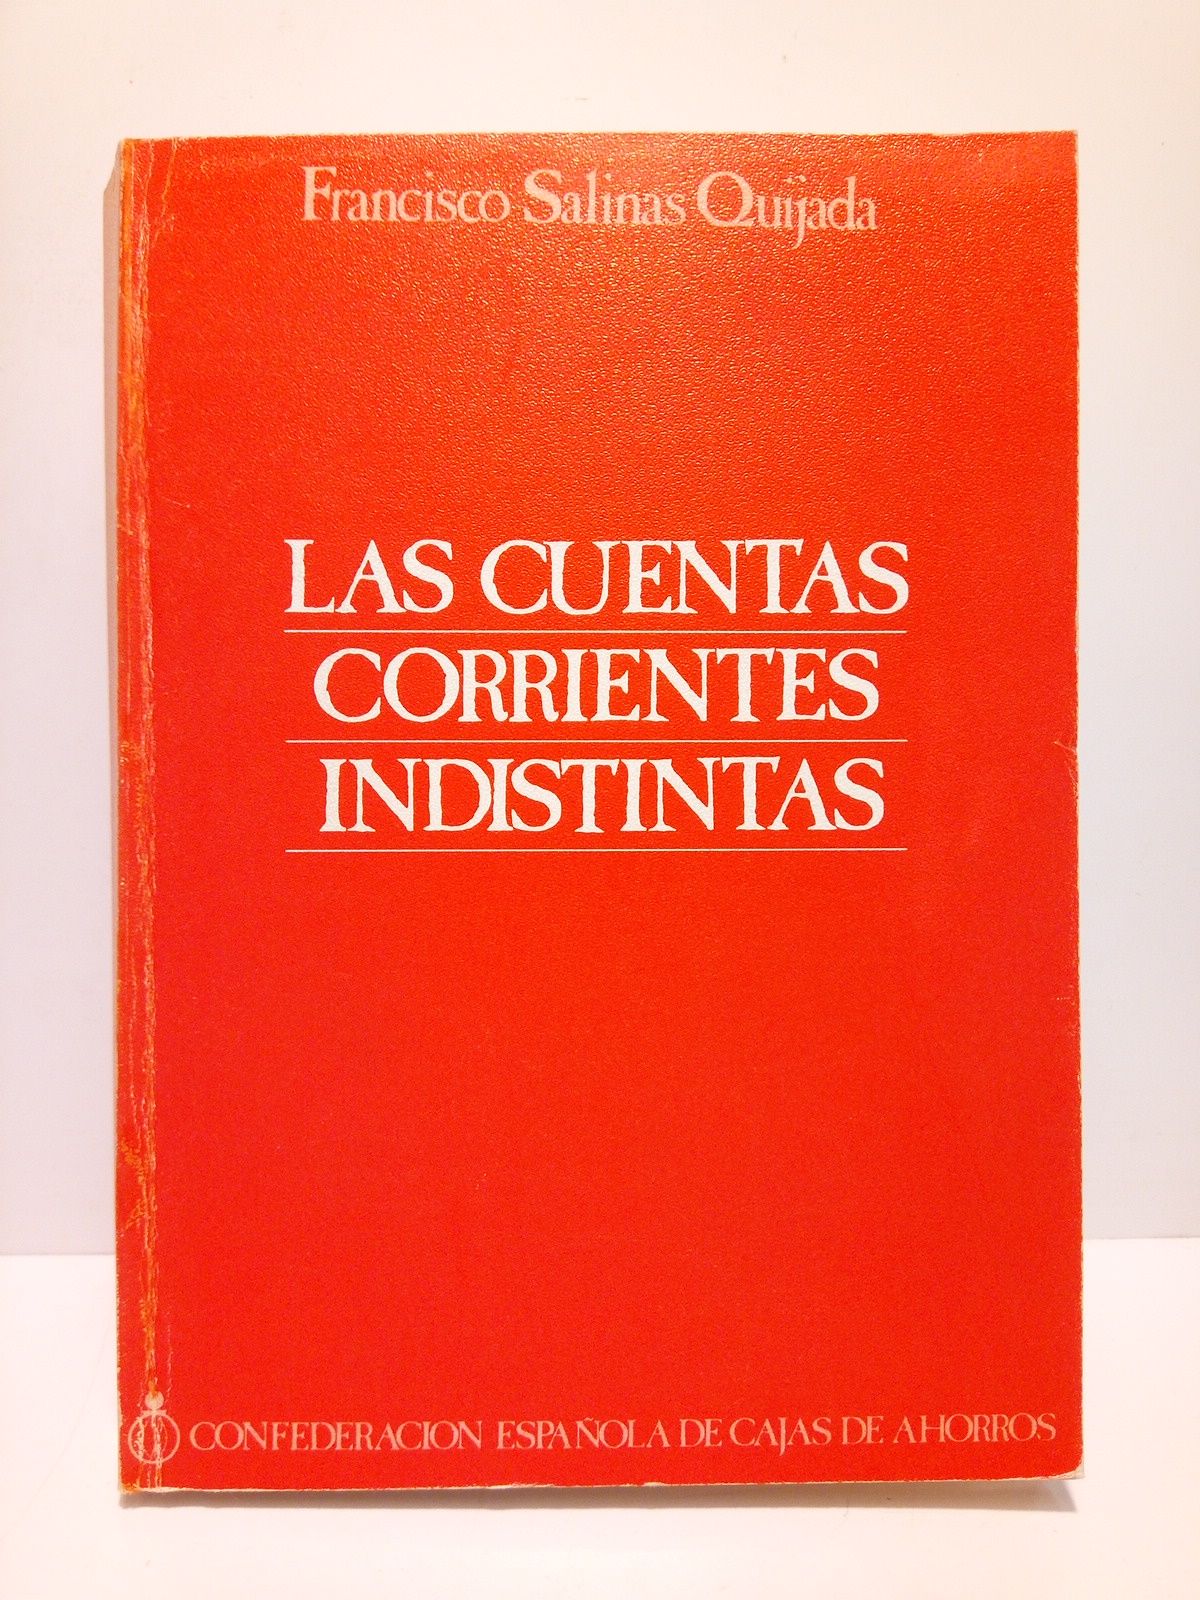 Francisco Salinas Quijada
LAS CUENTAS
CORRIENTES
INDISTINTAS
CONFEDERACION ESPAÑOLA DE CAJAS DE AHORROS